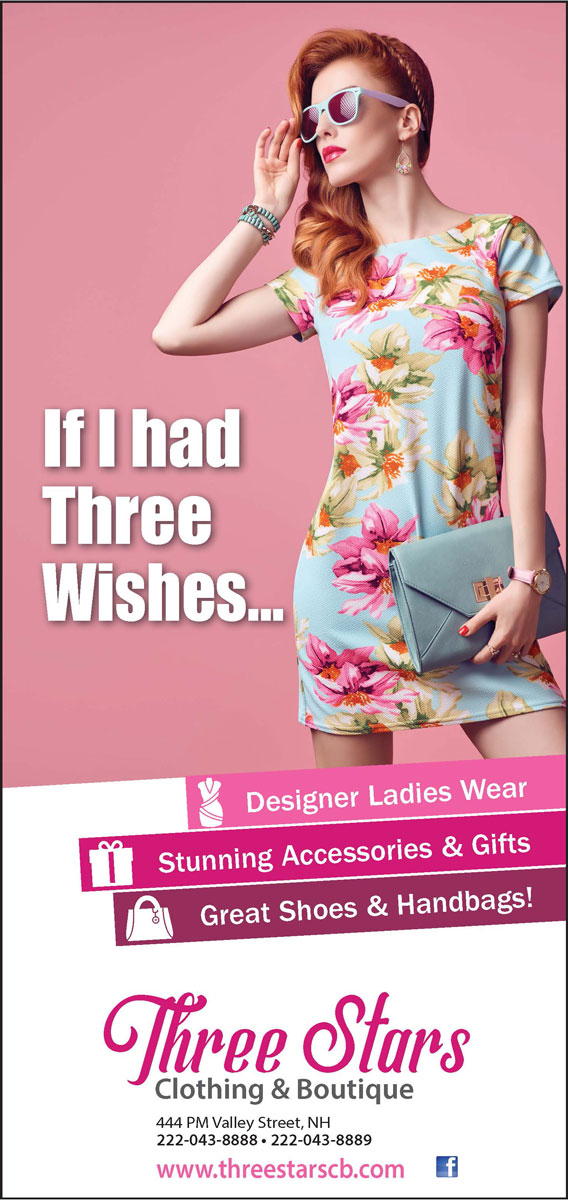 If I had
Three
Wishes...
Designer Ladies Wear
Stunning Accessories & Gifts
Great Shoes & Handbags!
Three Stars
Clothing & Boutique
444 PM Valley Street, NH
222-043-8888 • 222-043-8889
www.threestarscb.com f